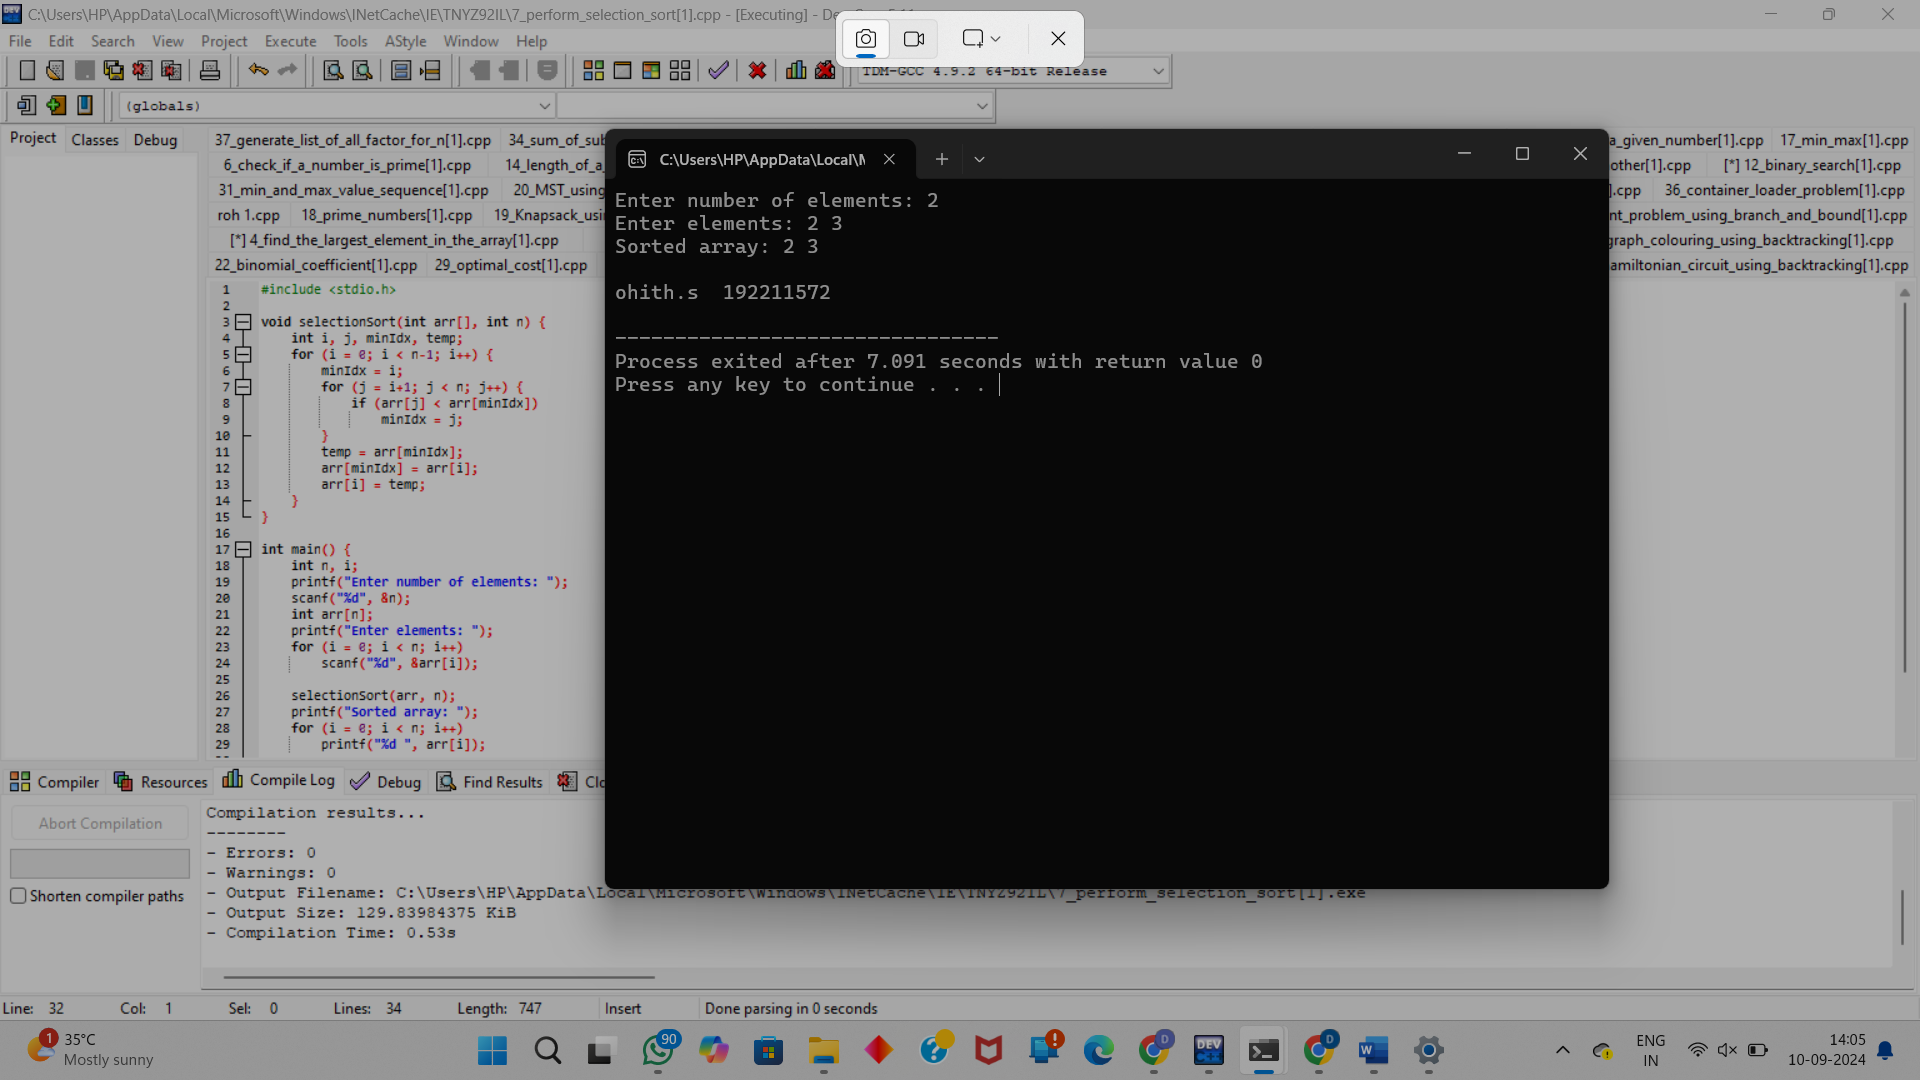 C:\Users\HP\AppData\Local\Microsoft\Windows\INetCache\IE\TNYZ92IL\7_perform_selection_sort[1].cpp - [Executing] -
File Edit Search View Project Execute Tools AStyle Window Help
TDM-GCC 4.9.2 64-bit Release
(globals)
Project Classes Debug
37_generate_list_of_all_factor_for_n[1].cpp 34_sum_of_sub a_given_number[1].cpp 17_min_max[1].cpp
6_check_if_a_number_is_prime[1].cpp 14_length_of_a other[1].cpp [*] 12_binary_search[1].cpp
31_min_and_max_value_sequence[1].cpp 20_MST_using ].cpp 36_container_loader_problem[1].cpp
roh 1.cpp 18_prime_numbers[1].cpp 19_Knapsack_usi nt_problem_using_branch_and_bound[1].cpp
[*] 4_find_the_largest_element_in_the_array[1].cpp graph_colouring_using_backtracking[1].cpp
22_binomial_coefficient[1].cpp 29_optimal_cost[1].cpp amiltonian_circuit_using_backtracking[1].cpp
1 #include <stdio.h>
2
3 void selectionSort(int arr[], int n) {
4 int i, j, minIdx, temp;
5 for (i = 0; i < n-1; i++) {
6 minIdx = i;
7 for (j = i+1; j < n; j++) {
8 if (arr[j] < arr[minIdx])
9 minIdx = j;
10 }
11 temp = arr[minIdx];
12 arr[minIdx] = arr[i];
13 arr[i] = temp;
14 }
15 }
16
17 int main() {
18 int n, i;
19 printf("Enter number of elements: ");
20 scanf("%d", &n);
21 int arr[n];
22 printf("Enter elements: ");
23 for (i = 0; i < n; i++)
24 scanf("%d", &arr[i]);
25
26 selectionSort(arr, n);
27 printf("Sorted array: ");
28 for (i = 0; i < n; i++)
29 printf("%d ", arr[i]);
C:\Users\HP\AppData\Local\M
Enter number of elements: 2
Enter elements: 2 3
Sorted array: 2 3
ohith.s 192211572
--------------------------------
Process exited after 7.091 seconds with return value 0
Press any key to continue . . .
Compiler Resources Compile Log Debug Find Results Clo
Abort Compilation
Shorten compiler paths
Compilation results...
--------
- Errors: 0
- Warnings: 0
- Output Filename: C:\Users\HP\AppData\Local\Microsoft\Windows\INetCache\IE\TNYZ92IL\7_perform_selection_sort[1].exe
- Output Size: 129.83984375 KiB
- Compilation Time: 0.53s
Line: 32 Col: 1 Sel: 0 Lines: 34 Length: 747 Insert Done parsing in 0 seconds
1 35°C
Mostly sunny
90
D
DEV
D
ENG
IN
14:05
10-09-2024